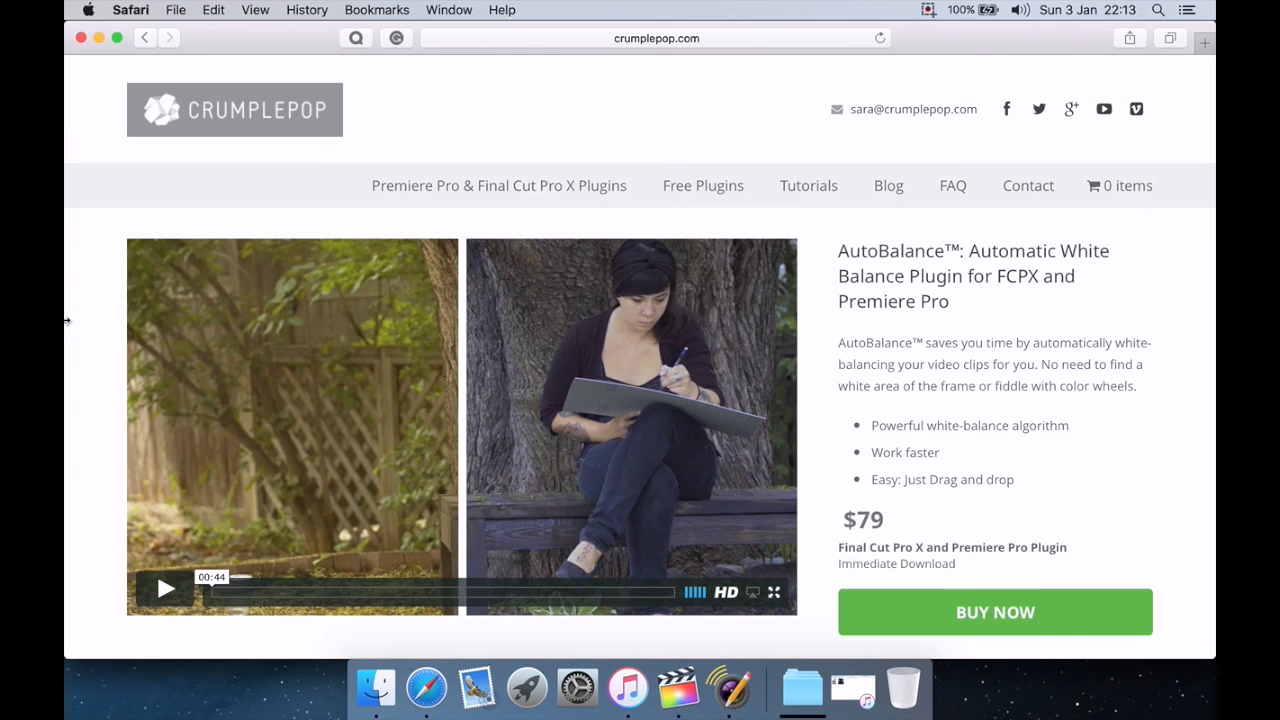 Safari File Edit View History Bookmarks Window Help 100% Sun 3 Jan 22:13
crumplepop.com
CRUMPLEPOP
sara@crumplepop.com
Premiere Pro & Final Cut Pro X Plugins Free Plugins Tutorials Blog FAQ Contact 0 items
AutoBalance™: Automatic White
Balance Plugin for FCPX and
Premiere Pro
AutoBalance™ saves you time by automatically white-
balancing your video clips for you. No need to find a
white area of the frame or fiddle with color wheels.
Powerful white-balance algorithm
Work faster
Easy: Just Drag and drop
$79
Final Cut Pro X and Premiere Pro Plugin
Immediate Download
BUY NOW
00:44
HD